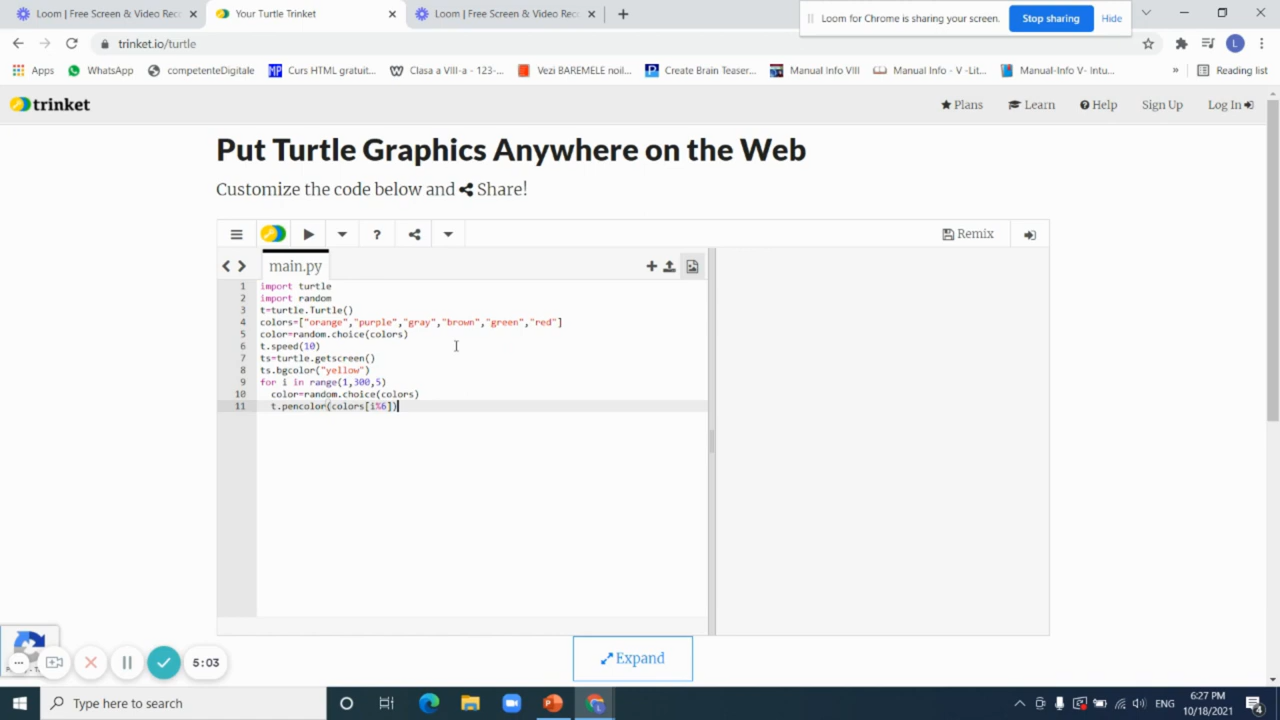 Loom | Free Screen & Video Rec
Your Turtle Trinket
Loom | Free Screen & Video Rec
Loom for Chrome is sharing your screen.
Stop sharing
Hide
trinket.io/turtle
L
Apps
WhatsApp
competenteDigitale
MP
Curs HTML gratuit...
Clasa a VIII-a - 123-...
Vezi BAREMELE noil...
Create Brain Teaser...
Manual Info VIII
Manual Info - V -Lit...
Manual-Info V- Intu...
»
Reading list
trinket
Plans
Learn
Help
Sign Up
Log In
Put Turtle Graphics Anywhere on the Web
Customize the code below and Share!
?
Remix
main.py
1 import turtle
2 import random
3 t=turtle.Turtle()
4 colors=["orange","purple","gray","brown","green","red"]
5 color=random.choice(colors)
6 t.speed(10)
7 ts=turtle.getscreen()
8 ts.bgcolor("yellow")
9 for i in range(1,300,5)
10 color=random.choice(colors)
11 t.pencolor(colors[i%6])
Expand
5:03
Type here to search
ENG
6:27 PM
10/18/2021
4